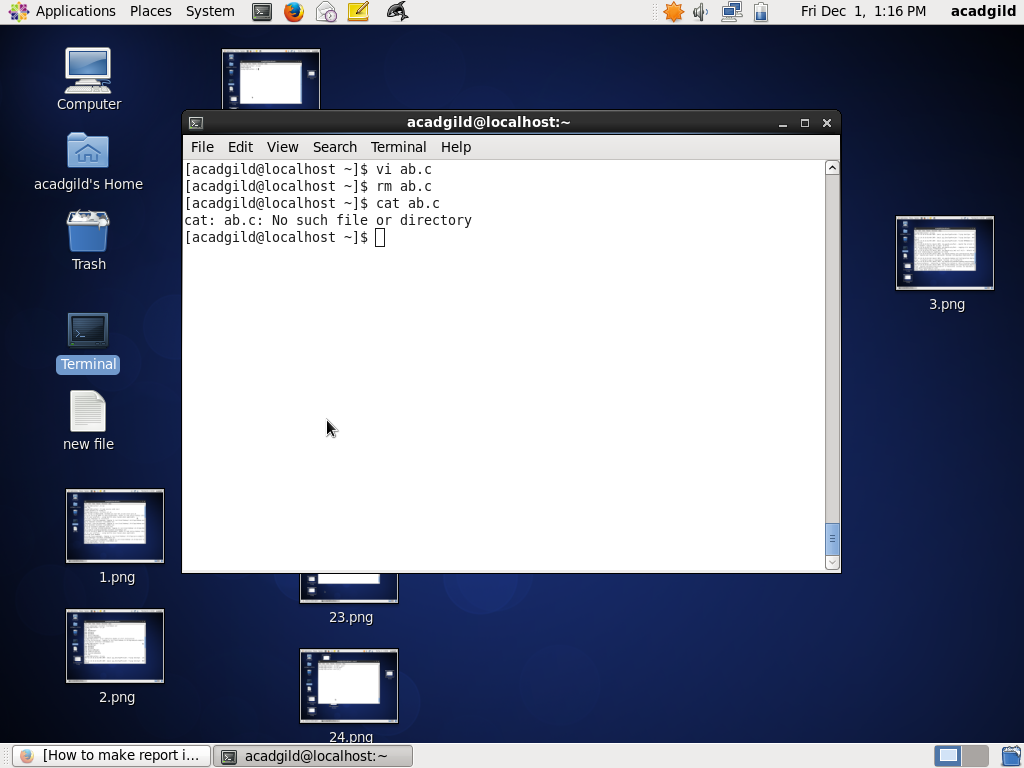 Applications Places System
Fri Dec 1, 1:16 PM acadgild
Computer
acadgild's Home
Trash
Terminal
new file
1.png
2.png
acadgild@localhost:~
File Edit View Search Terminal Help
[acadgild@localhost ~]$ vi ab.c
[acadgild@localhost ~]$ rm ab.c
[acadgild@localhost ~]$ cat ab.c
cat: ab.c: No such file or directory
[acadgild@localhost ~]$
23.png
24.png
3.png
[How to make report i...
acadgild@localhost:~